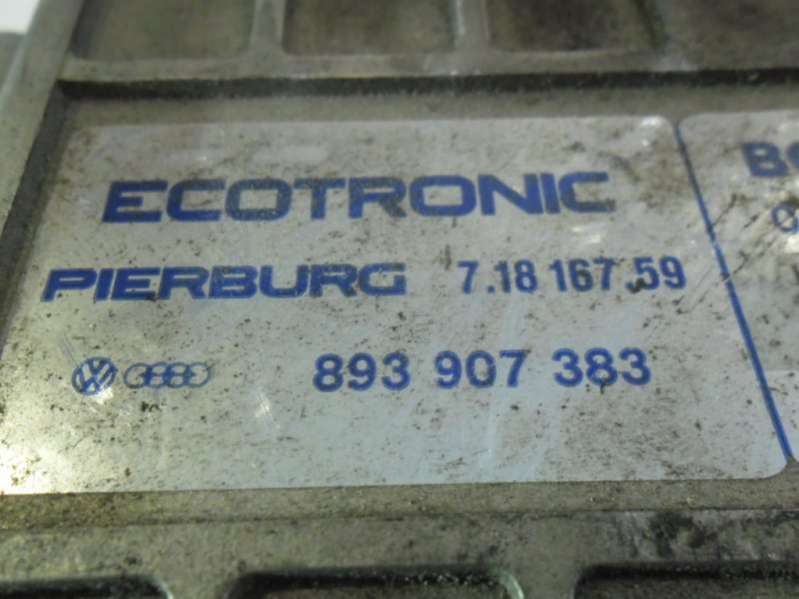 ECOTRONIC
PIERBURG 7.18 167.59
893 907 383